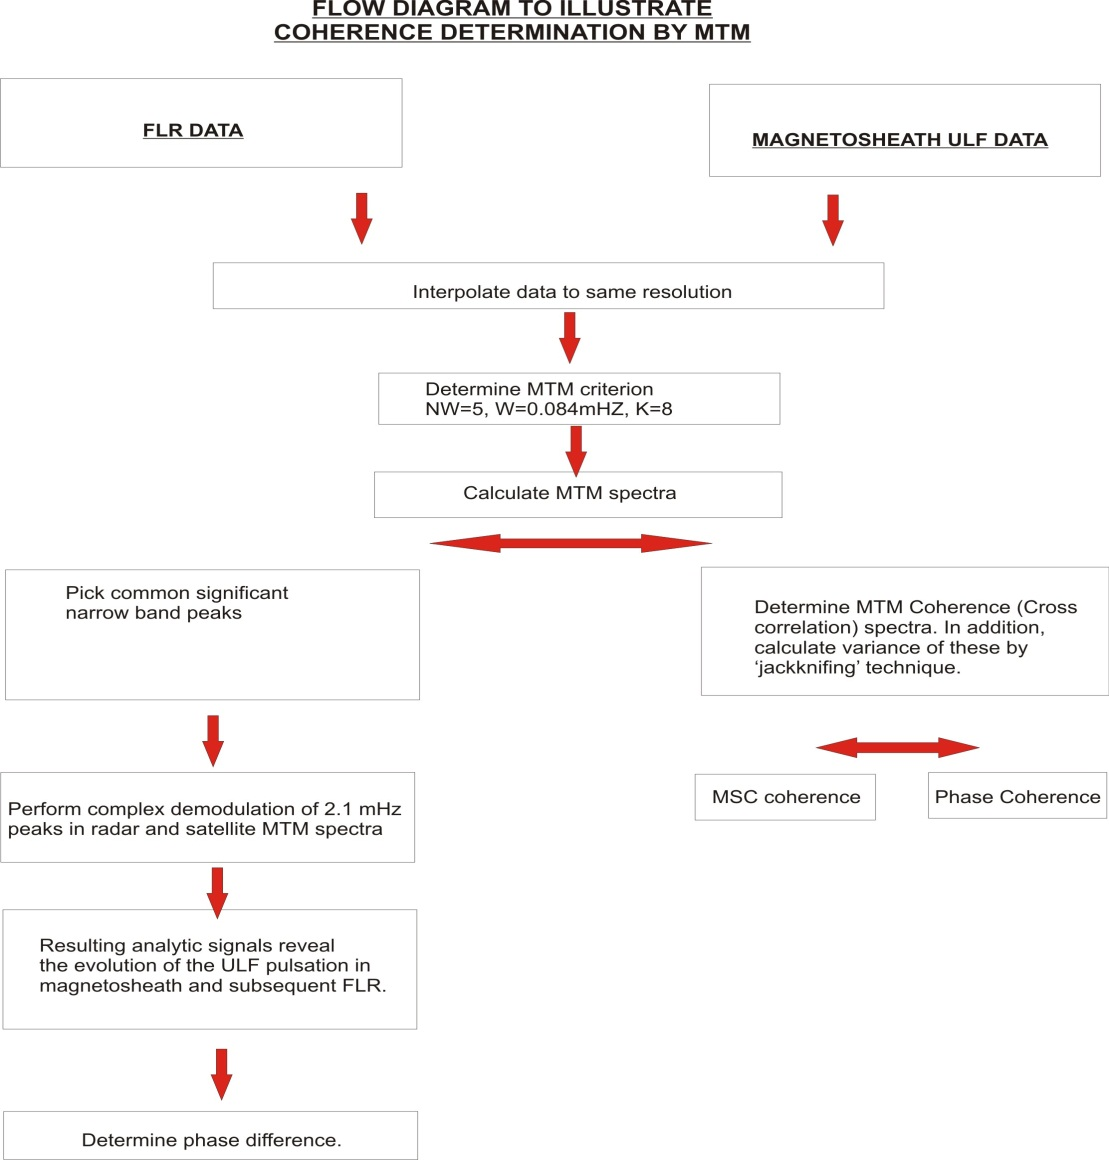 FLOW DIAGRAM TO ILLUSTRATE
COHERENCE DETERMINATION BY MTM
FLR DATA
MAGNETOSHEATH ULF DATA
Interpolate data to same resolution
Determine MTM criterion
NW=5, W=0.084mHZ, K=8
Calculate MTM spectra
Pick common significant
narrow band peaks
Determine MTM Coherence (Cross
correlation) spectra. In addition,
calculate variance of these by
‘jackknifing’ technique.
MSC coherence
Phase Coherence
Perform complex demodulation of 2.1 mHz
peaks in radar and satellite MTM spectra
Resulting analytic signals reveal
the evolution of the ULF pulsation in
magnetosheath and subsequent FLR.
Determine phase difference.